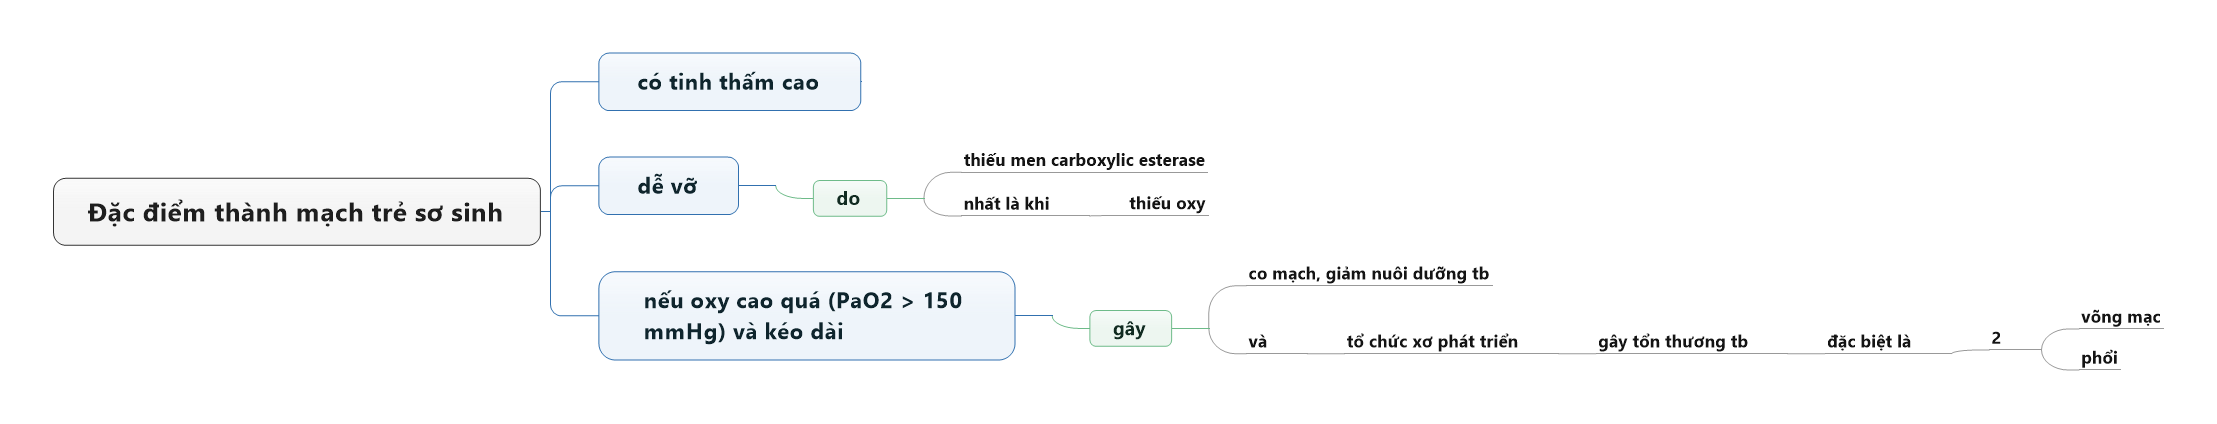 Đặc điểm thành mạch trẻ sơ sinh
có tinh thấm cao
dễ vỡ
do
thiếu men carboxylic esterase
nhất là khi
thiếu oxy
nếu oxy cao quá (PaO2 > 150
mmHg) và kéo dài
gây
co mạch, giảm nuôi dưỡng tb
và
tổ chức xơ phát triển
gây tổn thương tb
đặc biệt là
2
võng mạc
phổi